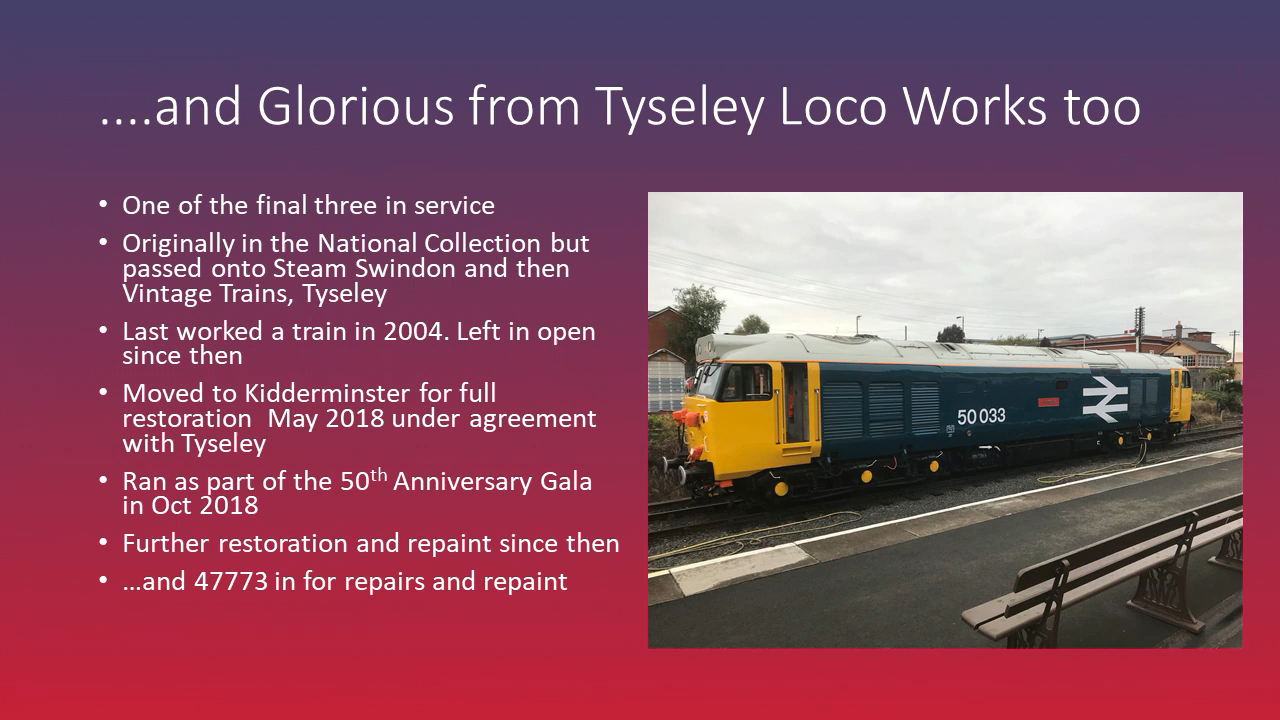 ....and Glorious from Tyseley Loco Works too
• One of the final three in service
• Originally in the National Collection but
passed onto Steam Swindon and then
Vintage Trains, Tyseley
• Last worked a train in 2004. Left in open
since then
• Moved to Kidderminster for full
restoration  May 2018 under agreement
with Tyseley
• Ran as part of the 50th Anniversary Gala
in Oct 2018
• Further restoration and repaint since then
• …and 47773 in for repairs and repaint
50 033